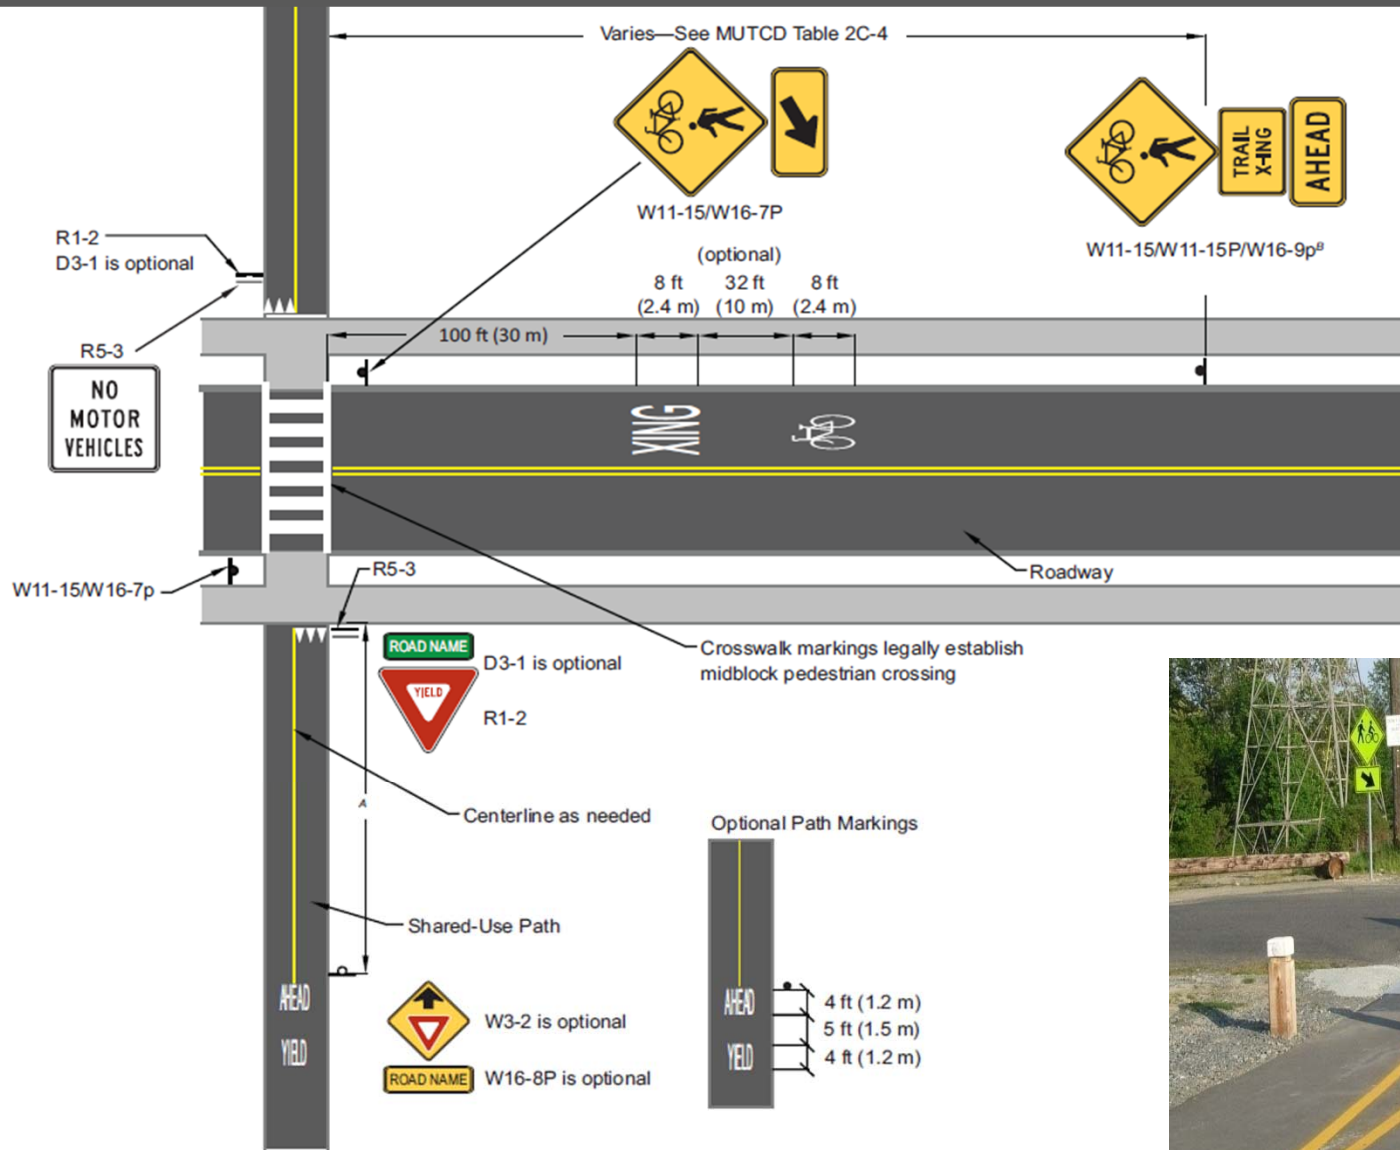 Varies—See MUTCD Table 2C-4
TRAIL
X-ING
AHEAD
W11-15/W16-7P
W11-15/W11-15P/W16-9pᴮ
R1-2
D3-1 is optional
(optional)
8 ft
(2.4 m)
32 ft
(10 m)
8 ft
(2.4 m)
100 ft (30 m)
R5-3
NO
MOTOR
VEHICLES
XING
W11-15/W16-7p
R5-3
Roadway
ROAD NAME
D3-1 is optional
YIELD
R1-2
Crosswalk markings legally establish
midblock pedestrian crossing
A
Centerline as needed
Optional Path Markings
Shared-Use Path
AHEAD
YIELD
W3-2 is optional
ROAD NAME
W16-8P is optional
AHEAD
YIELD
4 ft (1.2 m)
5 ft (1.5 m)
4 ft (1.2 m)